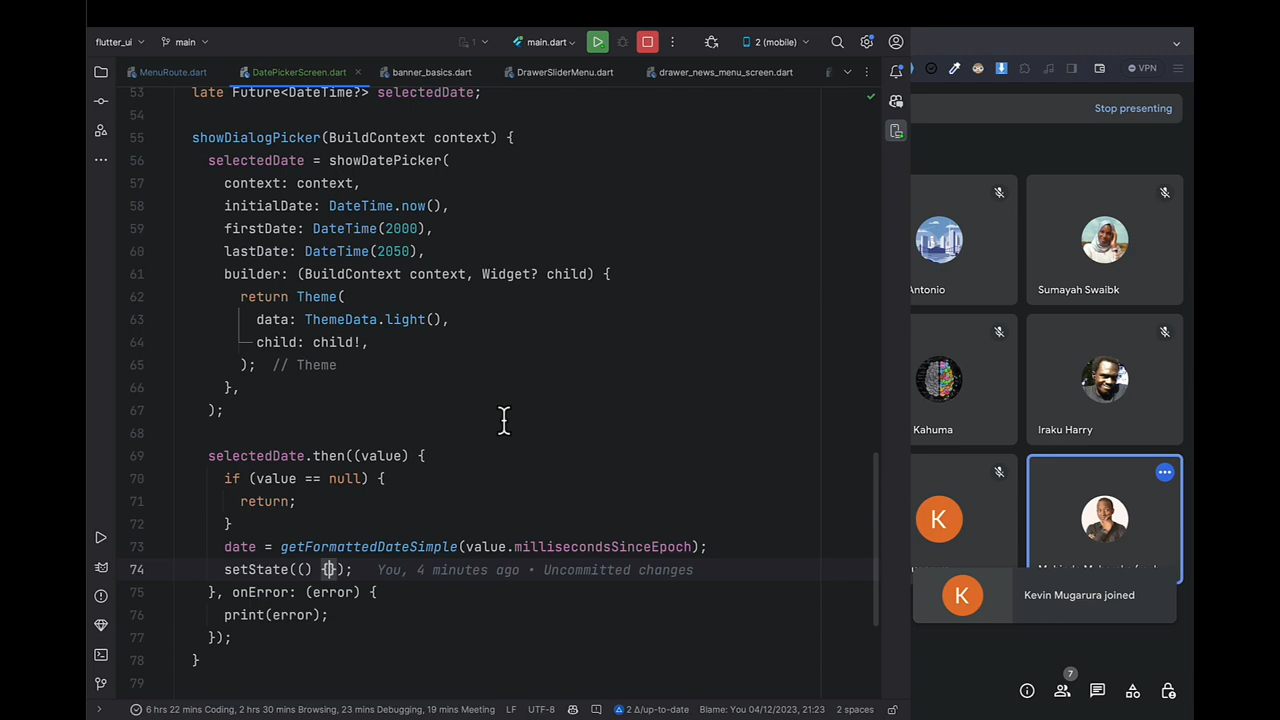 flutter_ui
main
1
main.dart
2 (mobile)
VPN
MenuRoute.dart
DatePickerScreen.dart
banner_basics.dart
DrawerSliderMenu.dart
drawer_news_menu_screen.dart
Stop presenting
53 late Future<DateTime?> selectedDate;
54
55 showDialogPicker(BuildContext context) {
56 selectedDate = showDatePicker(
57 context: context,
58 initialDate: DateTime.now(),
59 firstDate: DateTime(2000),
60 lastDate: DateTime(2050),
61 builder: (BuildContext context, Widget? child) {
62 return Theme(
63 data: ThemeData.light(),
64 child: child!,
65 ); // Theme
66 },
67 );
68
69 selectedDate.then((value) {
70 if (value == null) {
71 return;
72 }
73 date = getFormattedDateSimple(value.millisecondsSinceEpoch);
74 setState(() {}); You, 4 minutes ago • Uncommitted changes
75 }, onError: (error) {
76 print(error);
77 });
78 }
79
Antonio
Sumayah Swaibk
Kahuma
Iraku Harry
K
K
Kevin Mugarura joined
7
6 hrs 22 mins Coding, 2 hrs 30 mins Browsing, 23 mins Debugging, 19 mins Meeting
LF
UTF-8
2 Δ/up-to-date
Blame: You 04/12/2023, 21:23
2 spaces